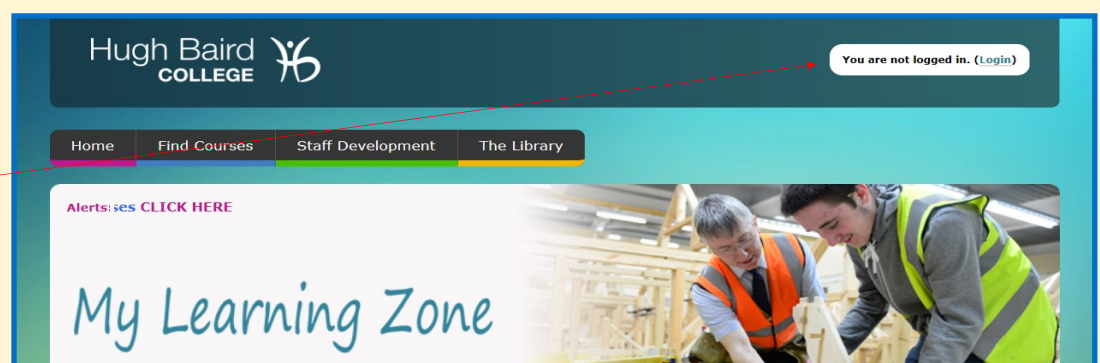 Hugh Baird
COLLEGE
You are not logged in. (Login)
Home Find Courses Staff Development The Library
Alerts: ses CLICK HERE
My Learning Zone